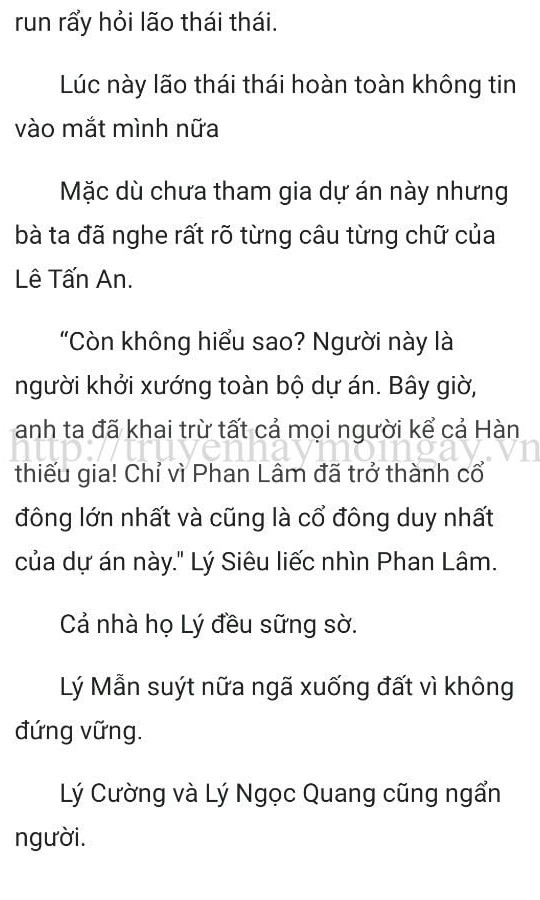 run rẩy hỏi lão thái thái.
Lúc này lão thái thái hoàn toàn không tin
vào mắt mình nữa
Mặc dù chưa tham gia dự án này nhưng
bà ta đã nghe rất rõ từng câu từng chữ của
Lê Tấn An.
“Còn không hiểu sao? Người này là
người khởi xướng toàn bộ dự án. Bây giờ,
anh ta đã khai trừ tất cả mọi người kể cả Hàn
http://truyenhaymoingay.vn
thiếu gia! Chỉ vì Phan Lâm đã trở thành cổ
đông lớn nhất và cũng là cổ đông duy nhất
của dự án này." Lý Siêu liếc nhìn Phan Lâm.
Cả nhà họ Lý đều sững sờ.
Lý Mẫn suýt nữa ngã xuống đất vì không
đứng vững.
Lý Cường và Lý Ngọc Quang cũng ngẩn
người.